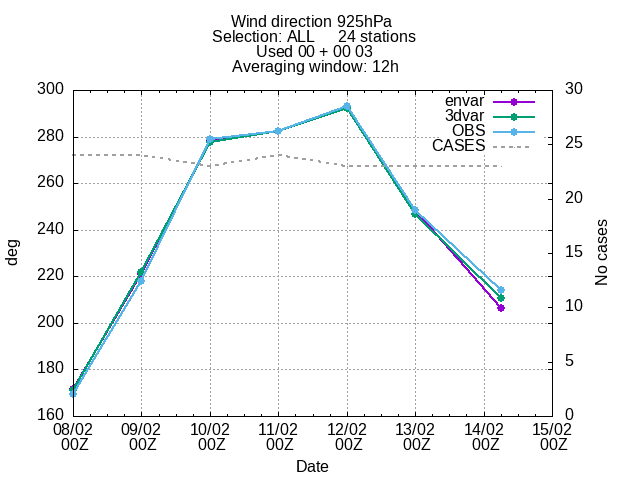 Wind direction 925hPa
Selection: ALL 24 stations
Used 00 + 00 03
Averaging window: 12h
300
280
260
240
220
200
180
160
deg
30
25
20
15
10
5
0
No cases
envar
3dvar
OBS
CASES
08/02 09/02 10/02 11/02 12/02 13/02 14/02 15/02
00Z 00Z 00Z 00Z 00Z 00Z 00Z 00Z
Date